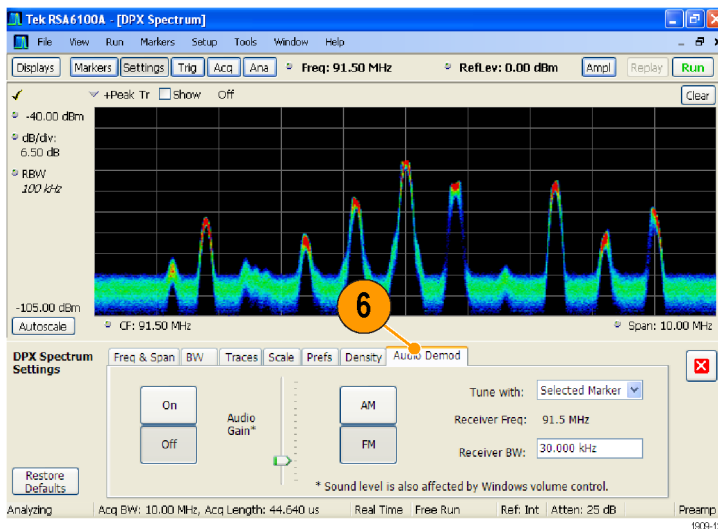 Tek RSA6100A - [DPX Spectrum]
File View Run Markers Setup Tools Window Help
Displays Markers Settings Trig Acq Ana Freq: 91.50 MHz RefLev: 0.00 dBm Ampl Replay Run
+Peak Tr Show Off Clear
-40.00 dBm
dB/div:
6.50 dB
RBW
100 kHz
-105.00 dBm
6
Autoscale CF: 91.50 MHz Span: 10.00 MHz
DPX Spectrum
Settings
Freq & Span BW Traces Scale Prefs Density Audio Demod
On
Off
Audio
Gain*
AM
FM
Tune with: Selected Marker
Receiver Freq: 91.5 MHz
Receiver BW: 30.000 kHz
* Sound level is also affected by Windows volume control.
Restore
Defaults
Analyzing Acq BW: 10.00 MHz, Acq Length: 44.640 us Real Time Free Run Ref: Int Atten: 25 dB Preamp